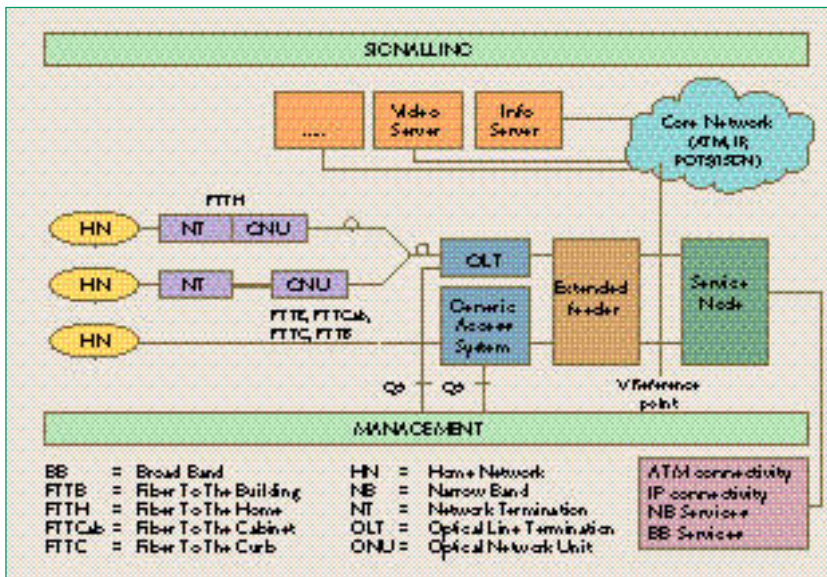 SIGNALLING
.....
Video
Server
Info
Server
Core Network
(ATM, IP,
POTS/ISDN)
FTTH
HN
NT
ONU
HN
NT
ONU
OLT
Extended
feeder
Service
Node
FTTCab,
FTTC, FTTB
Generic
Access
System
HN
Q3
Q3
V Reference
point
MANAGEMENT
BB = Broad Band
FTTB = Fiber To The Building
FTTH = Fiber To The Home
FTTCab = Fiber To The Cabinet
FTTC = Fiber To The Curb
HN = Home Network
NB = Narrow Band
NT = Network Termination
OLT = Optical Line Termination
ONU = Optical Network Unit
ATM connectivity
IP connectivity
NB Services
BB Services